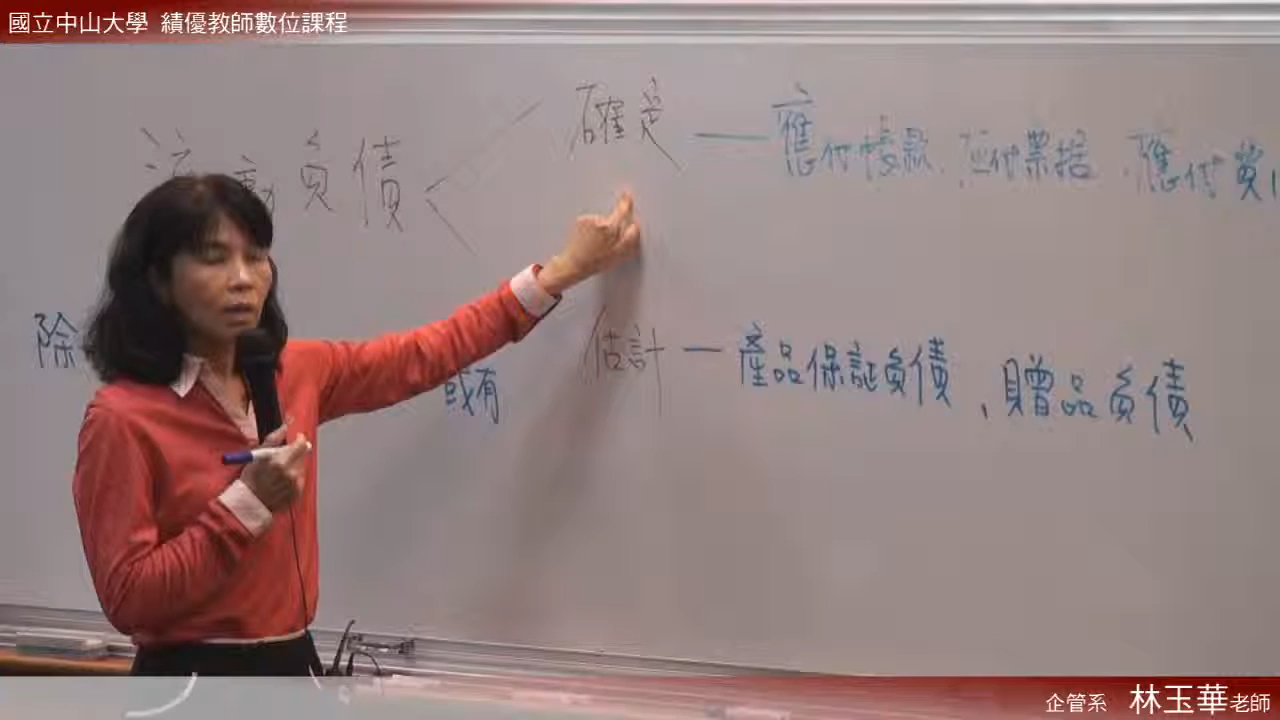 國立中山大學 績優教師數位課程
流動負債
確定 — 應付帳款、應付票据、應付費
除
或有
估計 — 產品保証負債、贈品負債
企管系 林玉華老師